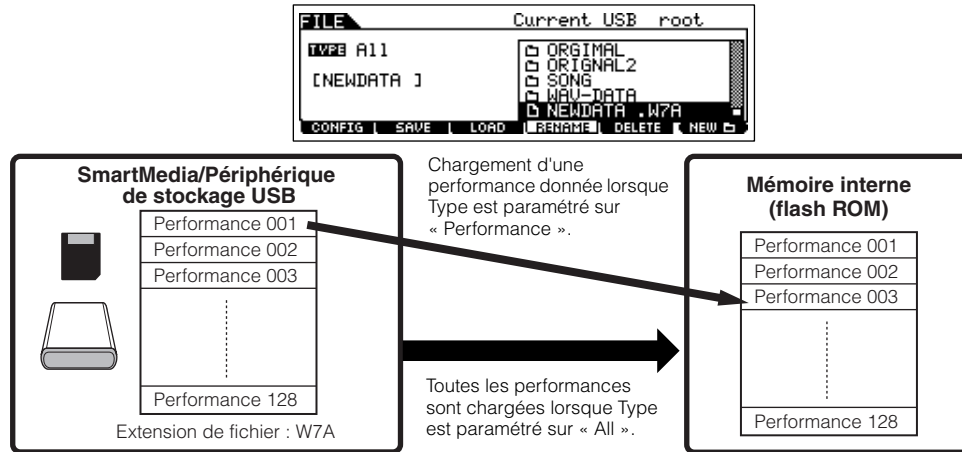 FILE Current USB root
TYPE All
[NEWDATA ]
ORGIMAL
ORIGNAL2
SONG
WAV-DATA
NEWDATA .W7A
CONFIG SAVE LOAD RENAME DELETE NEW
SmartMedia/Périphérique
de stockage USB
Performance 001
Performance 002
Performance 003
Performance 128
Extension de fichier : W7A
Chargement d'une
performance donnée lorsque
Type est paramétré sur
« Performance ».
Toutes les performances
sont chargées lorsque Type
est paramétré sur « All ».
Mémoire interne
(flash ROM)
Performance 001
Performance 002
Performance 003
Performance 128